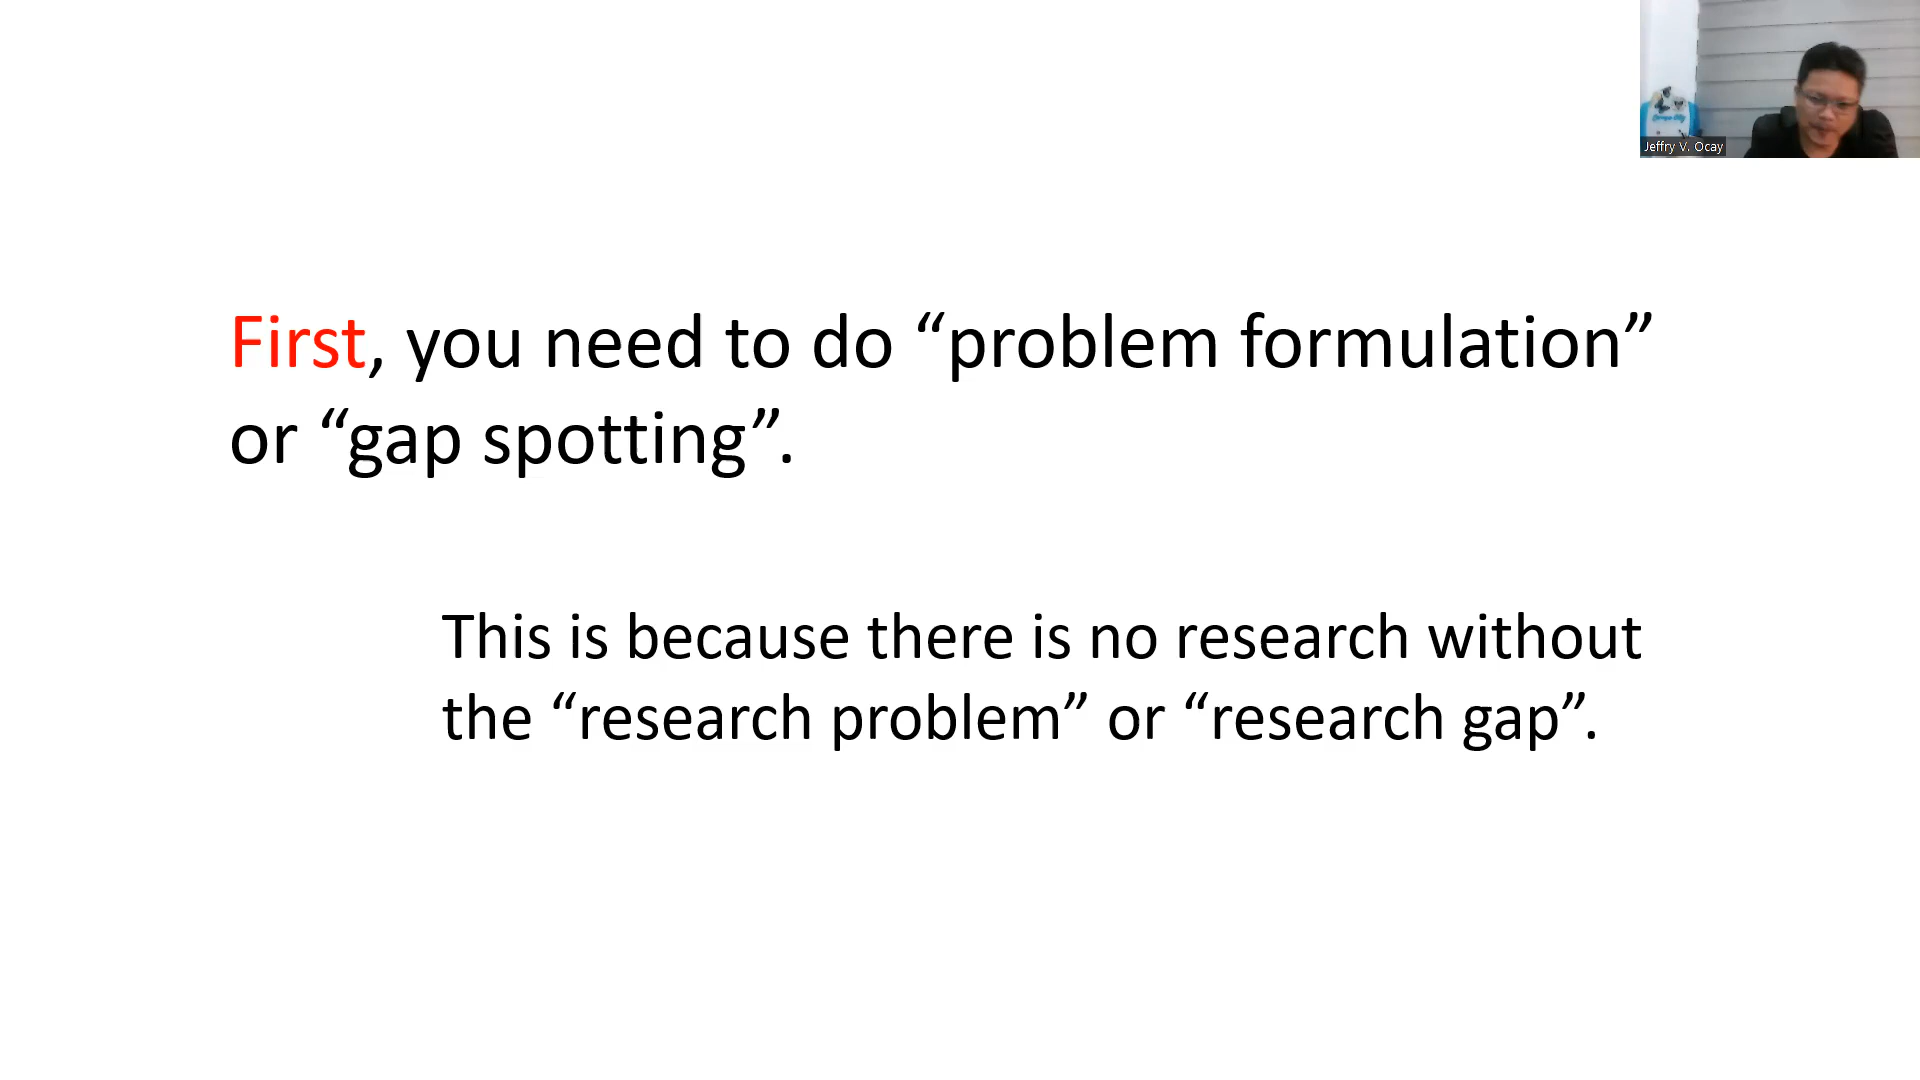 Jeffry V. Ocay
First, you need to do “problem formulation”
or “gap spotting”.
This is because there is no research without
the “research problem” or “research gap”.